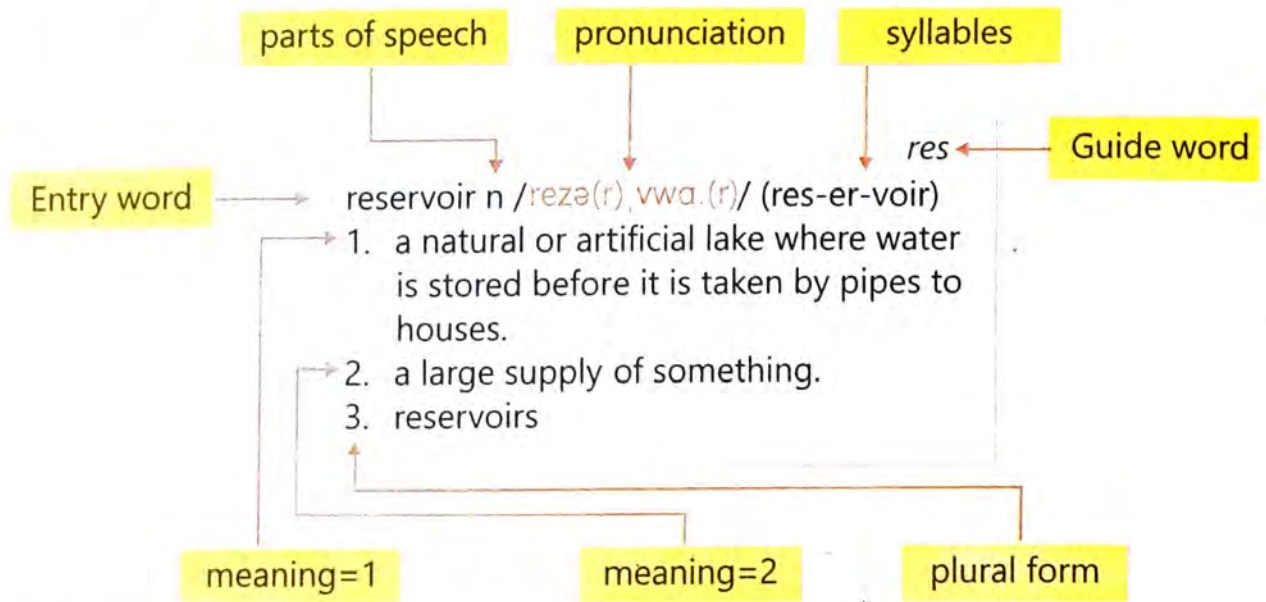 parts of speech pronunciation syllables
res Guide word
Entry word reservoir n /rezə(r)ˌvwɑ.(r)/ (res-er-voir)
1. a natural or artificial lake where water
is stored before it is taken by pipes to
houses.
2. a large supply of something.
3. reservoirs
meaning=1 meaning=2 plural form